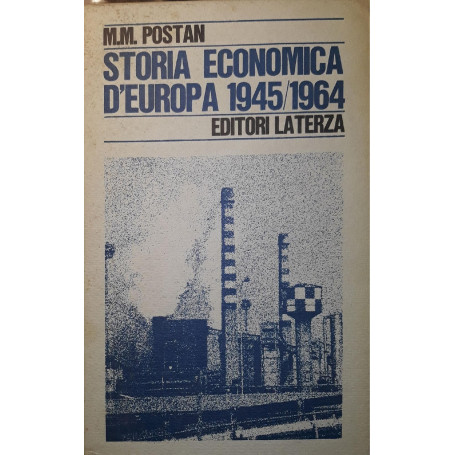 M.M. POSTAN
STORIA ECONOMICA
D'EUROPA 1945/1964
EDITORI LATERZA